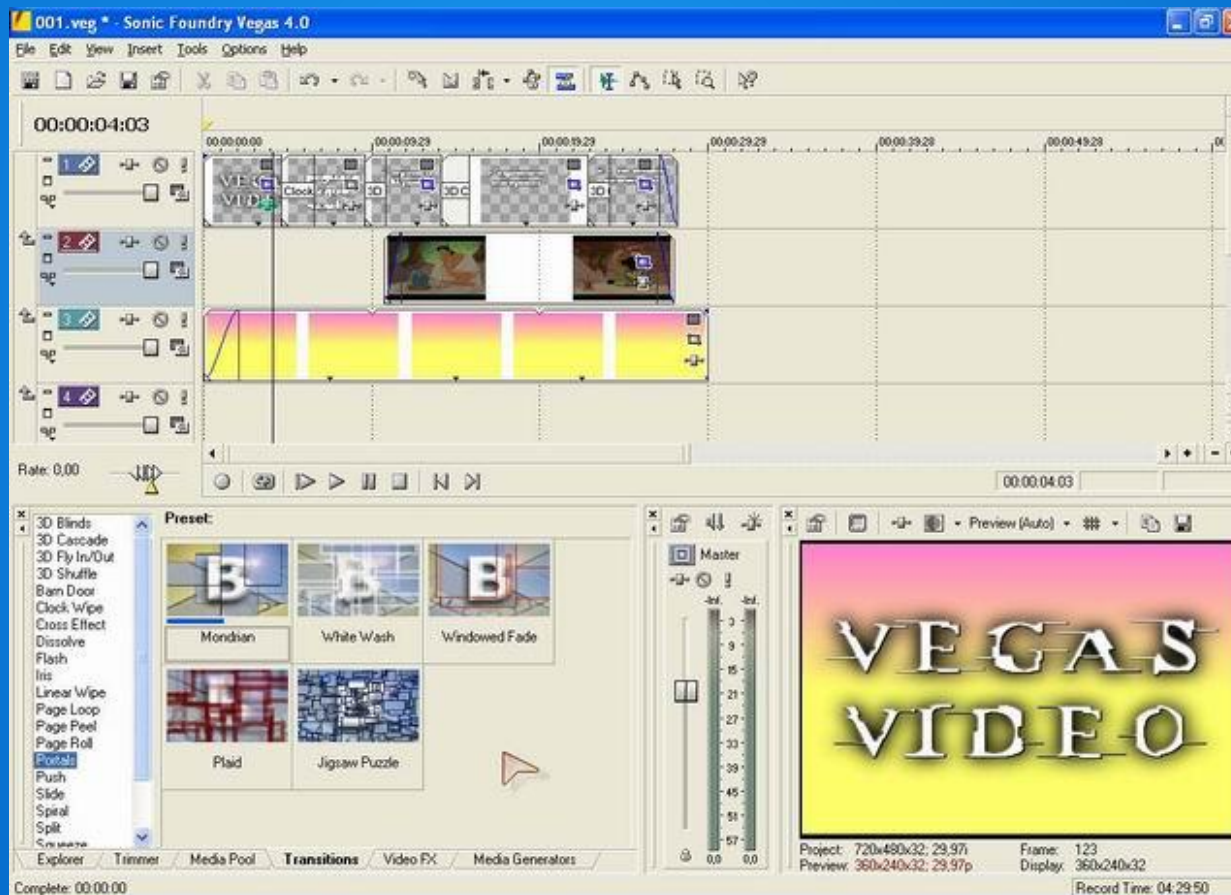 001.veg * - Sonic Foundry Vegas 4.0
File Edit View Insert Tools Options Help
00:00:04:03
00:00:00:00 00:00:09:29 00:00:19:29 00:00:29:29 00:00:39:28 00:00:49:28
1
VEGAS
VIDEO
Clock
3D
3D C
3D
2
3
4
Rate: 0,00
00:00:04:03
3D Blinds
3D Cascade
3D Fly In/Out
3D Shuffle
Barn Door
Clock Wipe
Cross Effect
Dissolve
Flash
Iris
Linear Wipe
Page Loop
Page Peel
Page Roll
Portals
Push
Slide
Spiral
Split
Squeeze
Preset:
Mondrian
White Wash
Windowed Fade
Plaid
Jigsaw Puzzle
Explorer Trimmer Media Pool Transitions Video FX Media Generators
Master
-Inf. -Inf.
3
9
15
21
27
33
39
45
51
57
0,0 0,0
Preview (Auto)
VEGAS
VIDEO
Project: 720x480x32; 29,97i Frame: 123
Preview: 360x240x32; 29,97p Display: 360x240x32
Complete: 00:00:00
Record Time: 04:29:50